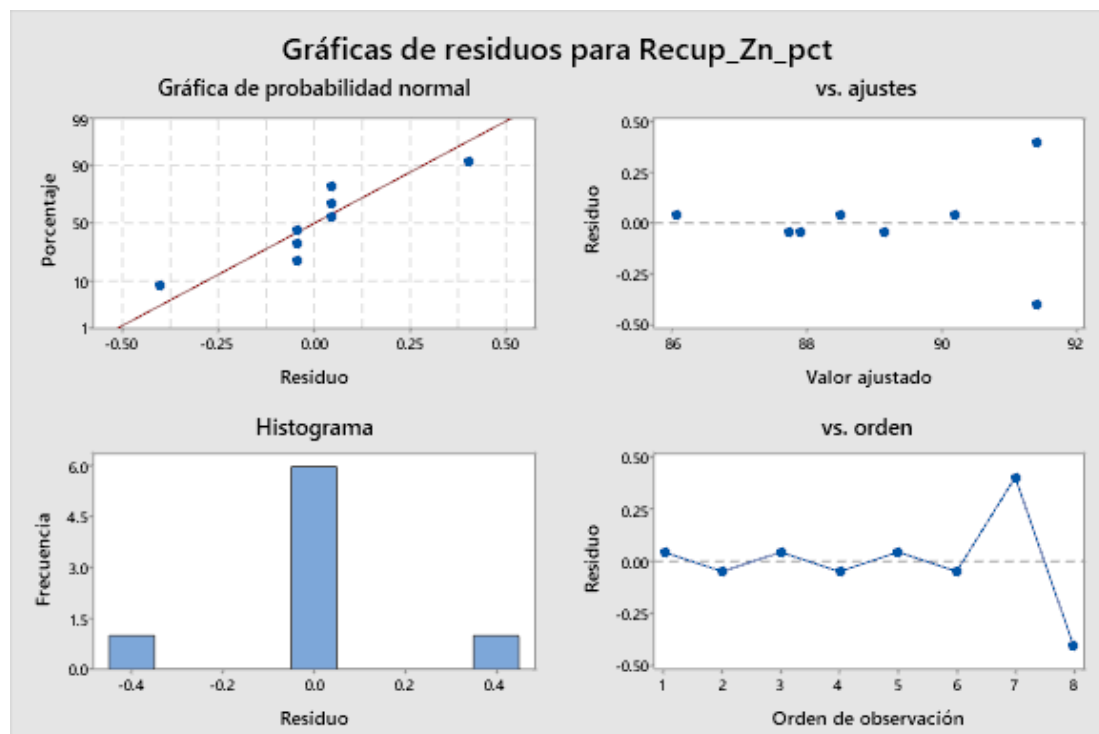 Gráficas de residuos para Recup_Zn_pct
Gráfica de probabilidad normal
99
90
50
10
1
Porcentaje
-0.50 -0.25 0.00 0.25 0.50
Residuo
vs. ajustes
0.50
0.25
0.00
-0.25
-0.50
Residuo
86 88 90 92
Valor ajustado
Histograma
6.0
4.5
3.0
1.5
0.0
Frecuencia
-0.4 -0.2 0.0 0.2 0.4
Residuo
vs. orden
0.50
0.25
0.00
-0.25
-0.50
Residuo
1 2 3 4 5 6 7 8
Orden de observación